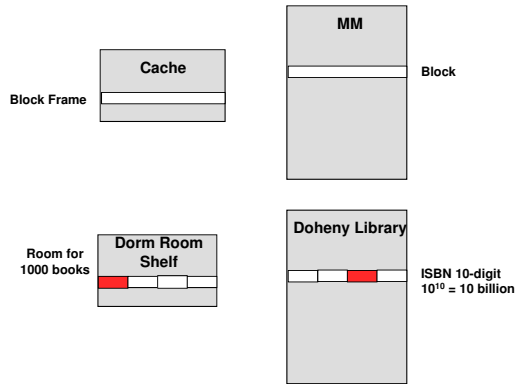 MM
Cache
Block Frame
Block
Dorm Room
Shelf
Room for
1000 books
Doheny Library
ISBN 10-digit
10¹⁰ = 10 billion